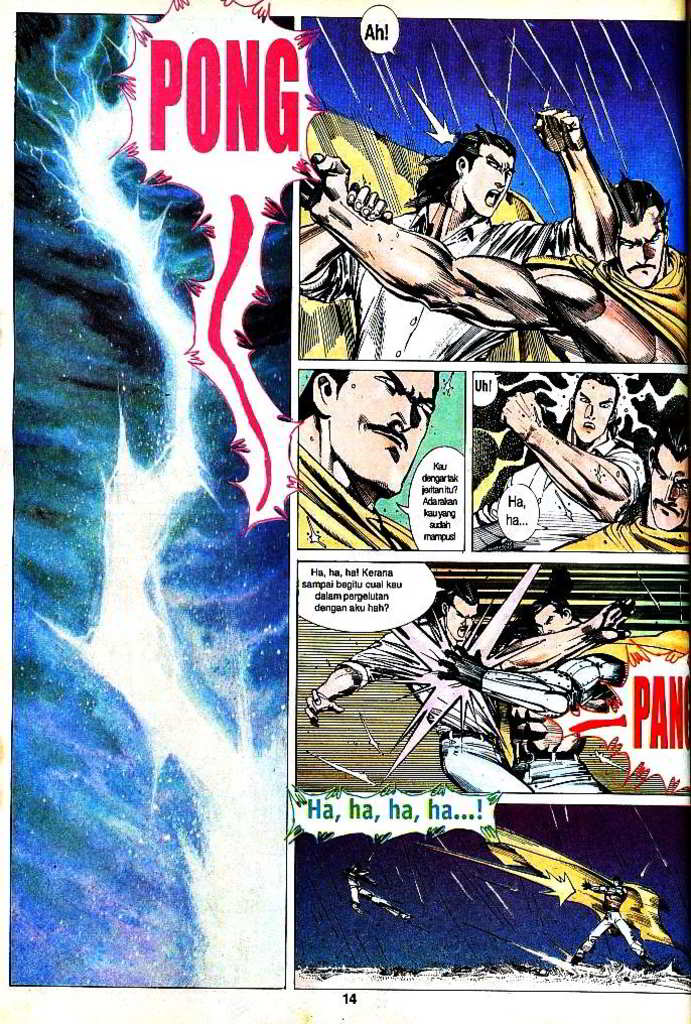 PONG
Ah!
Kau
dengar tak
jeritan itu?
Ada rakan
kau yang
sudah
mampus!
Uh!
Ha,
ha...
Ha, ha, ha! Kerana
sampai begitu cuai kau
dalam pergelutan
dengan aku hah?
PANG
Ha, ha, ha, ha...!
14